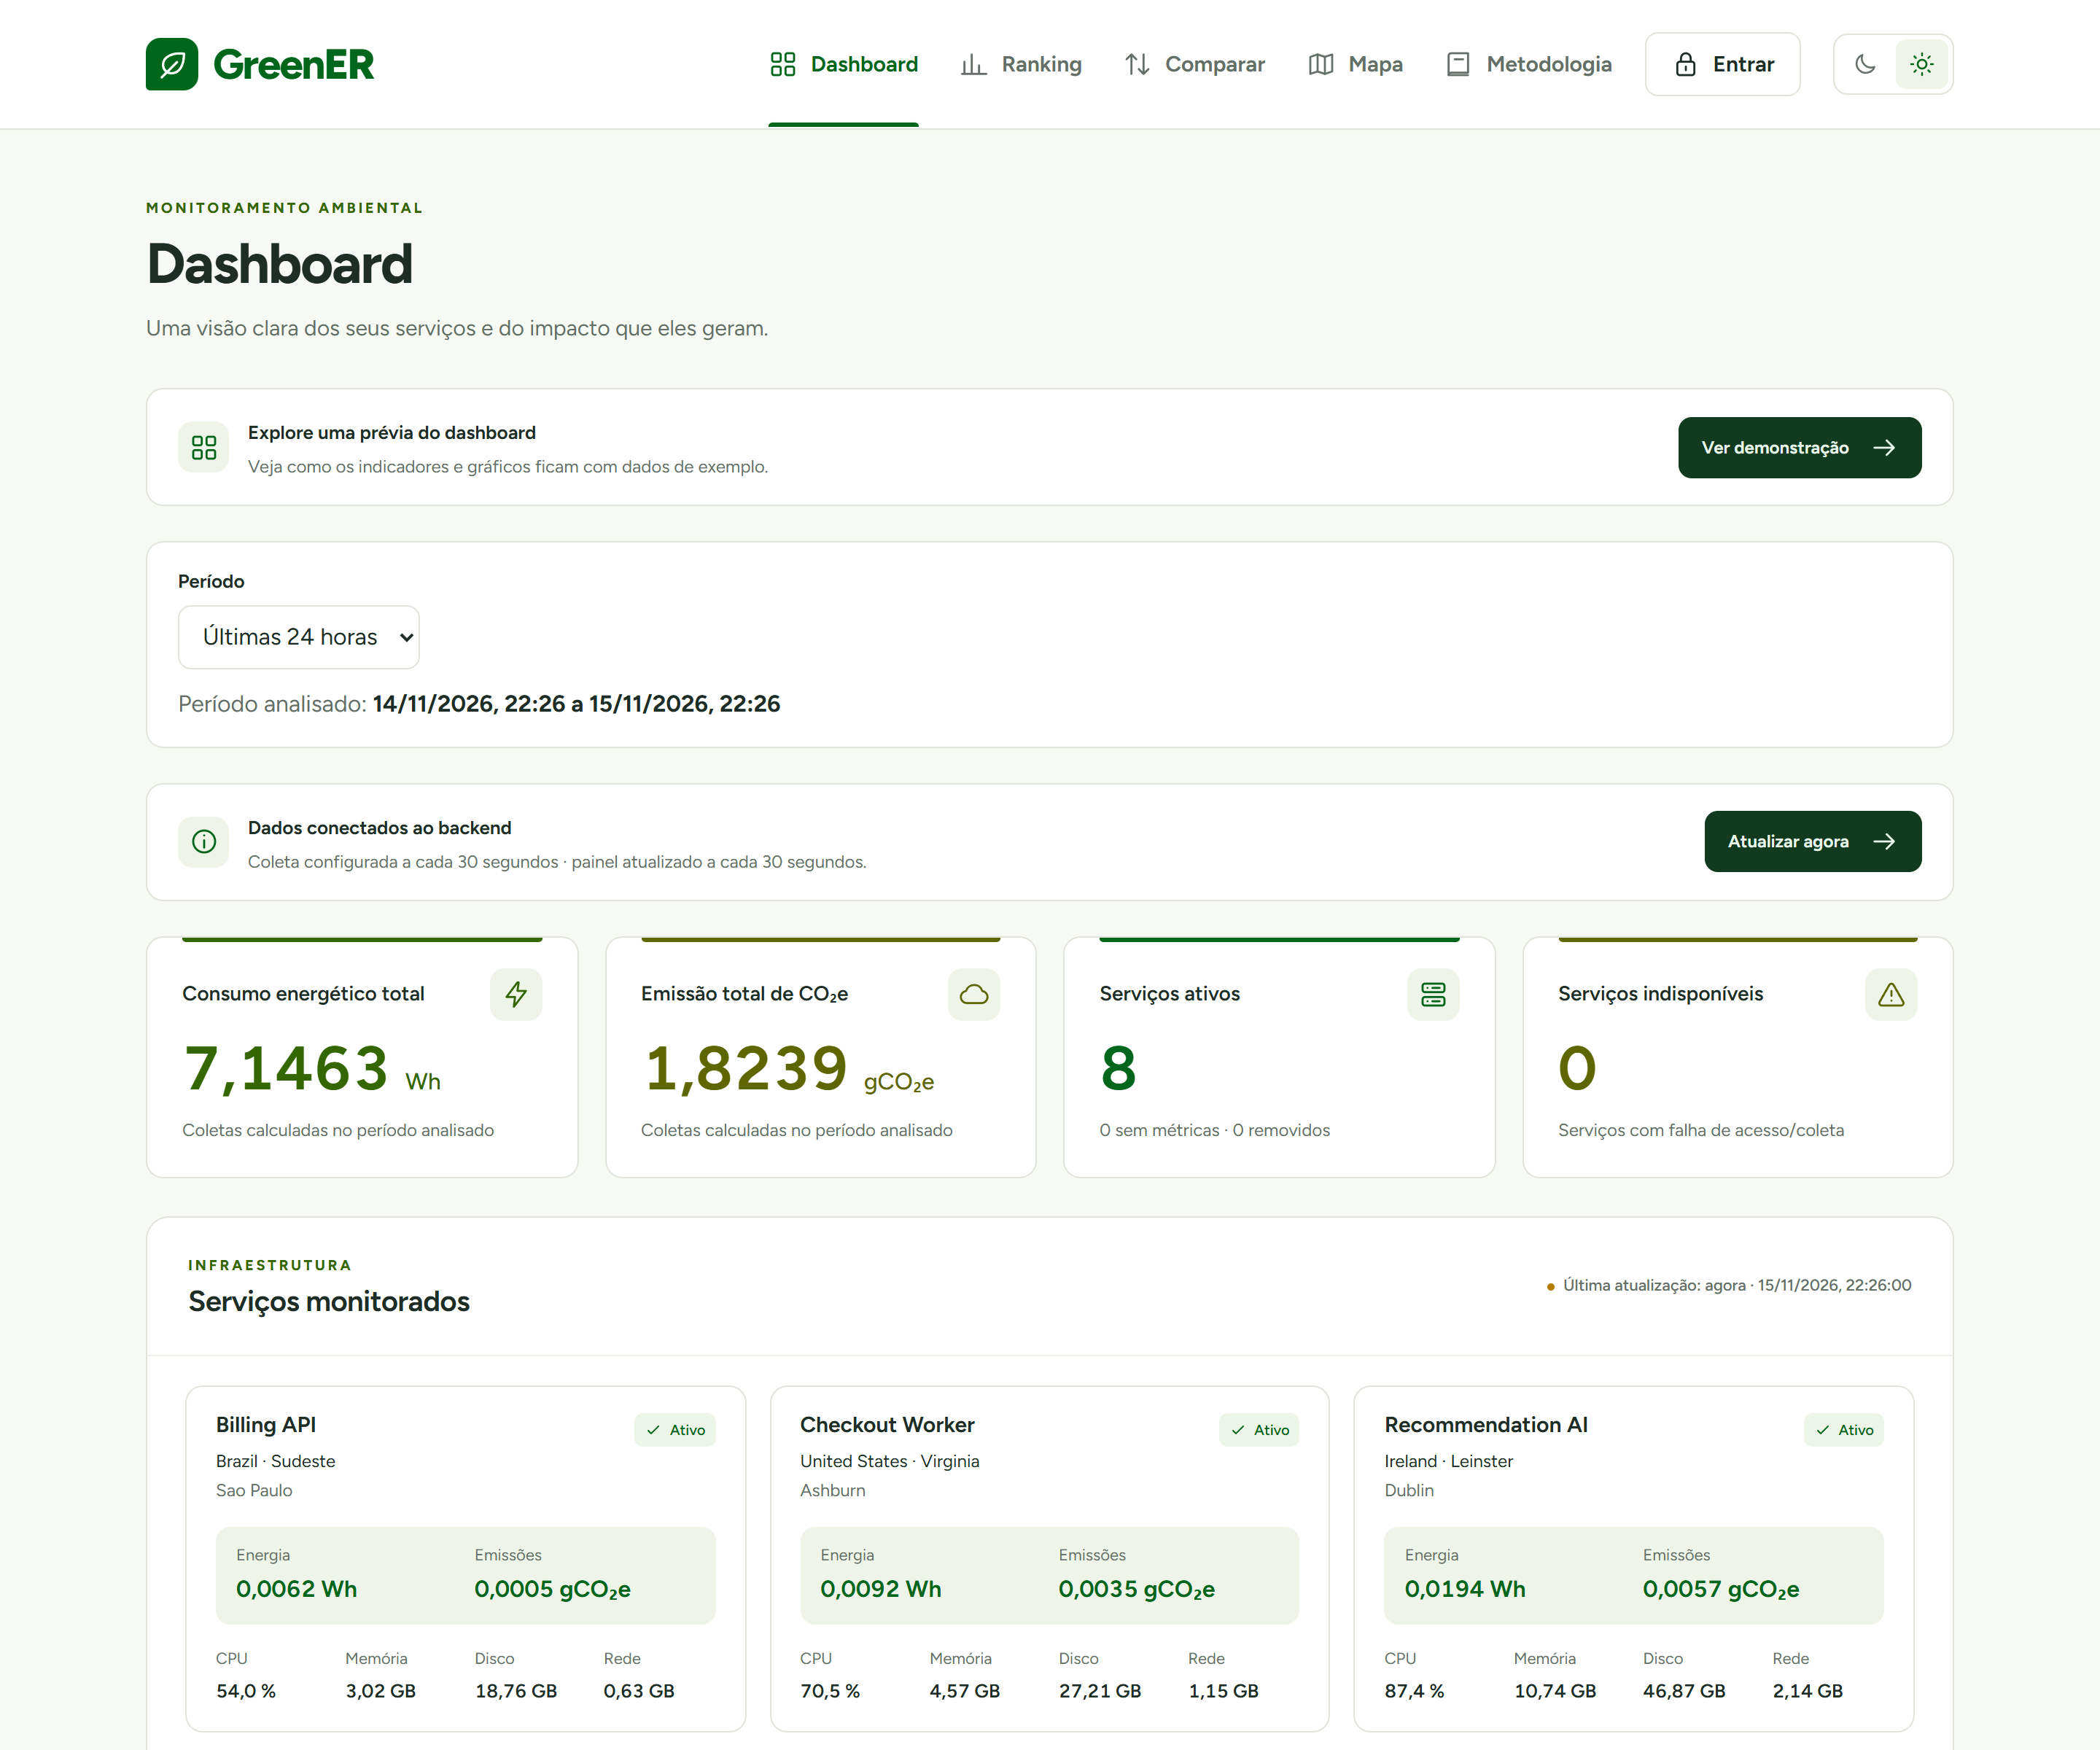 GreenER
Dashboard
Ranking
Comparar
Mapa
Metodologia
Entrar
MONITORAMENTO AMBIENTAL
Dashboard
Uma visão clara dos seus serviços e do impacto que eles geram.
Explore uma prévia do dashboard
Veja como os indicadores e gráficos ficam com dados de exemplo.
Ver demonstração
Período
Últimas 24 horas
Período analisado: 14/11/2026, 22:26 a 15/11/2026, 22:26
Dados conectados ao backend
Coleta configurada a cada 30 segundos · painel atualizado a cada 30 segundos.
Atualizar agora
Consumo energético total
7,1463 Wh
Coletas calculadas no período analisado
Emissão total de CO₂e
1,8239 gCO₂e
Coletas calculadas no período analisado
Serviços ativos
8
0 sem métricas · 0 removidos
Serviços indisponíveis
0
Serviços com falha de acesso/coleta
INFRAESTRUTURA
Serviços monitorados
Última atualização: agora · 15/11/2026, 22:26:00
Billing API
Ativo
Brazil · Sudeste
Sao Paulo
Energia Emissões
0,0062 Wh 0,0005 gCO₂e
CPU Memória Disco Rede
54,0 % 3,02 GB 18,76 GB 0,63 GB
Checkout Worker
Ativo
United States · Virginia
Ashburn
Energia Emissões
0,0092 Wh 0,0035 gCO₂e
CPU Memória Disco Rede
70,5 % 4,57 GB 27,21 GB 1,15 GB
Recommendation AI
Ativo
Ireland · Leinster
Dublin
Energia Emissões
0,0194 Wh 0,0057 gCO₂e
CPU Memória Disco Rede
87,4 % 10,74 GB 46,87 GB 2,14 GB